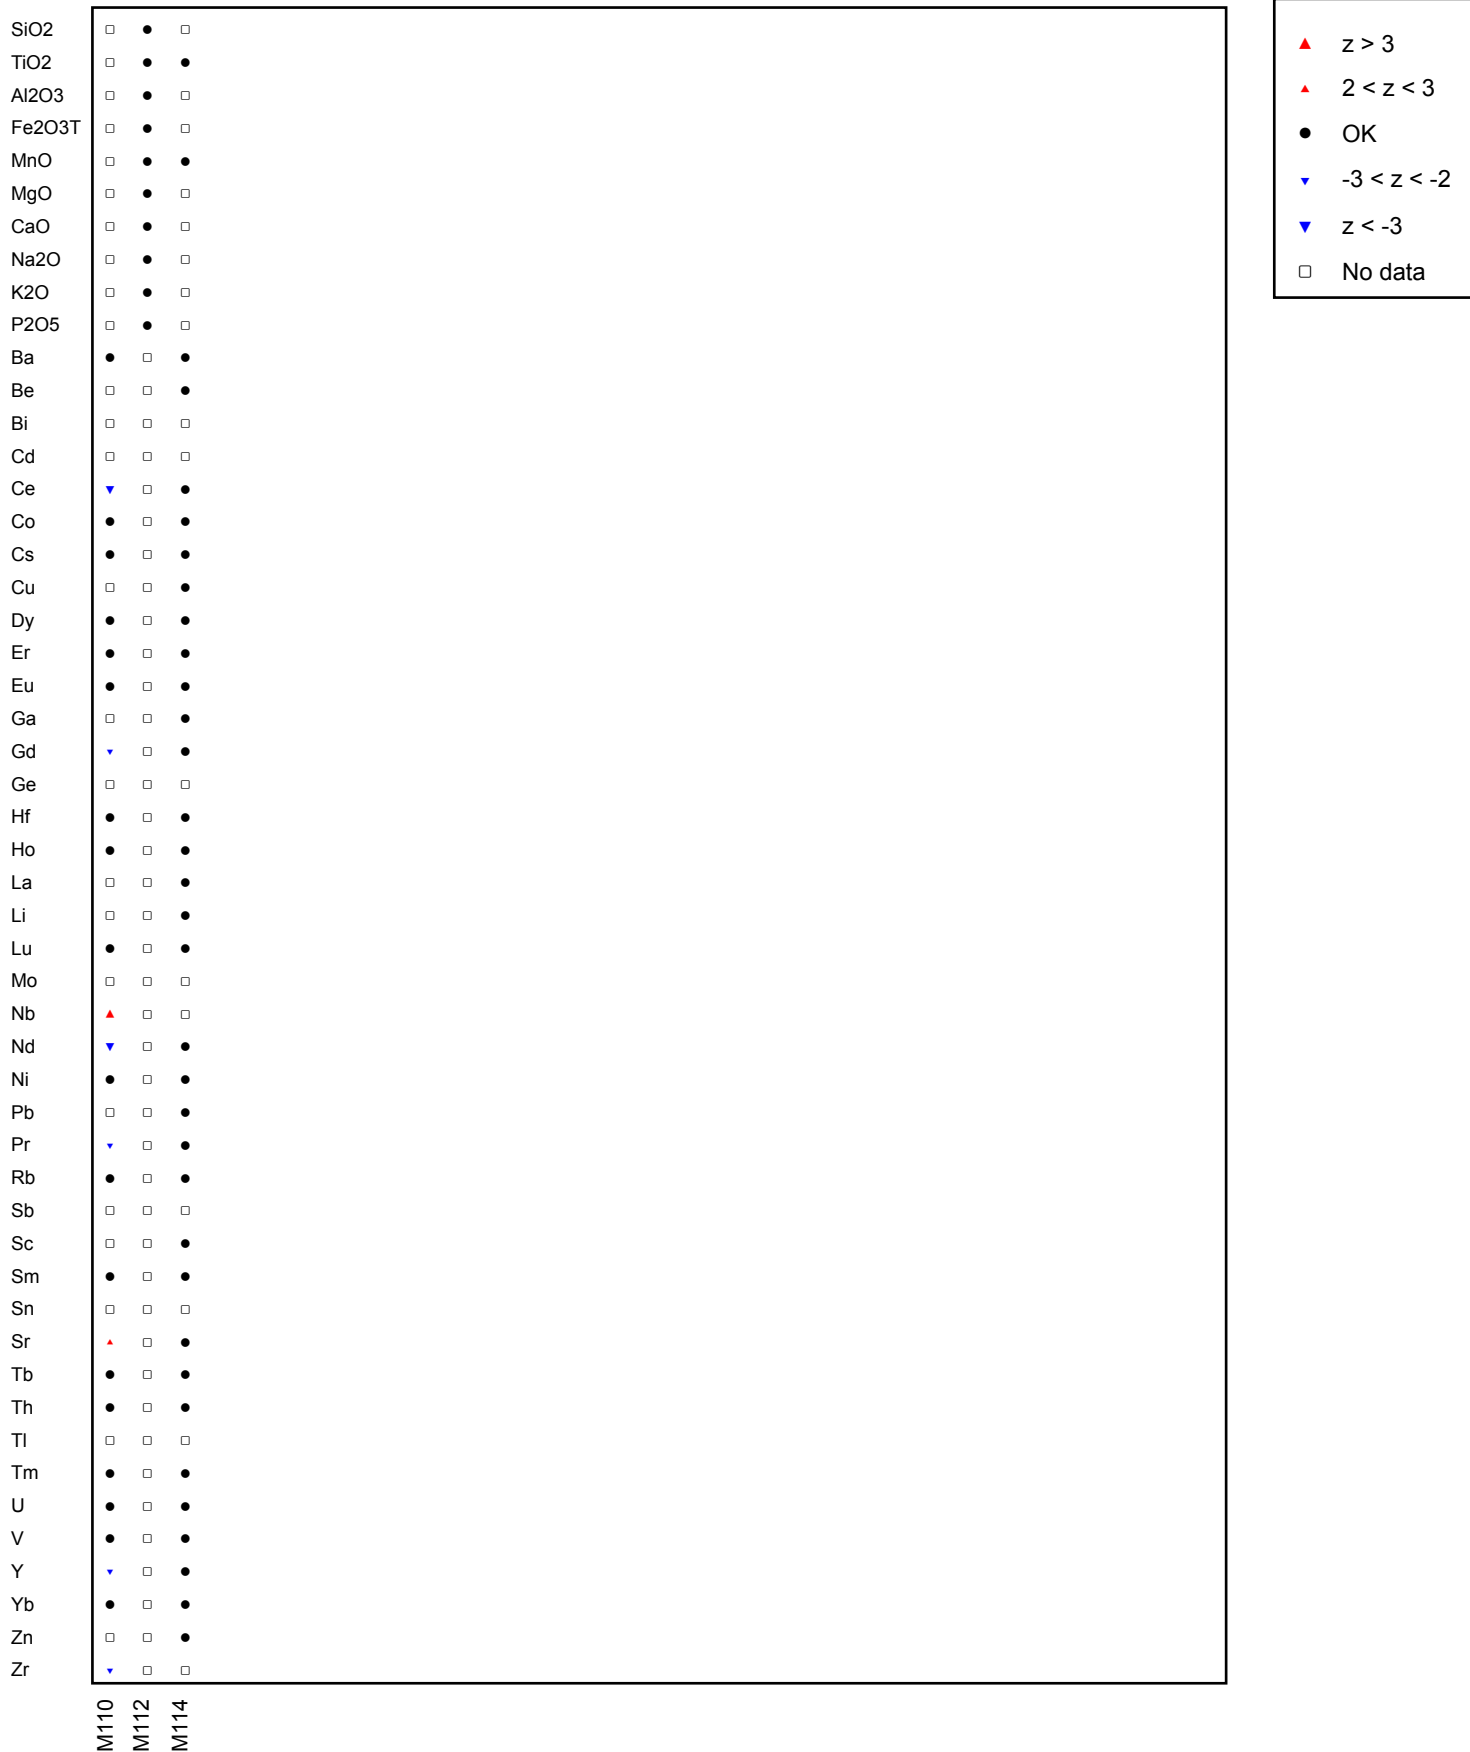 SiO2
TiO2
Al2O3
Fe2O3T
MnO
MgO
CaO
Na2O
K2O
P2O5
Ba
Be
Bi
Cd
Ce
Co
Cs
Cu
Dy
Er
Eu
Ga
Gd
Ge
Hf
Ho
La
Li
Lu
Mo
Nb
Nd
Ni
Pb
Pr
Rb
Sb
Sc
Sm
Sn
Sr
Tb
Th
Tl
Tm
U
V
Y
Yb
Zn
Zr
M110
M112
M114
z > 3
2 < z < 3
OK
-3 < z < -2
z < -3
No data